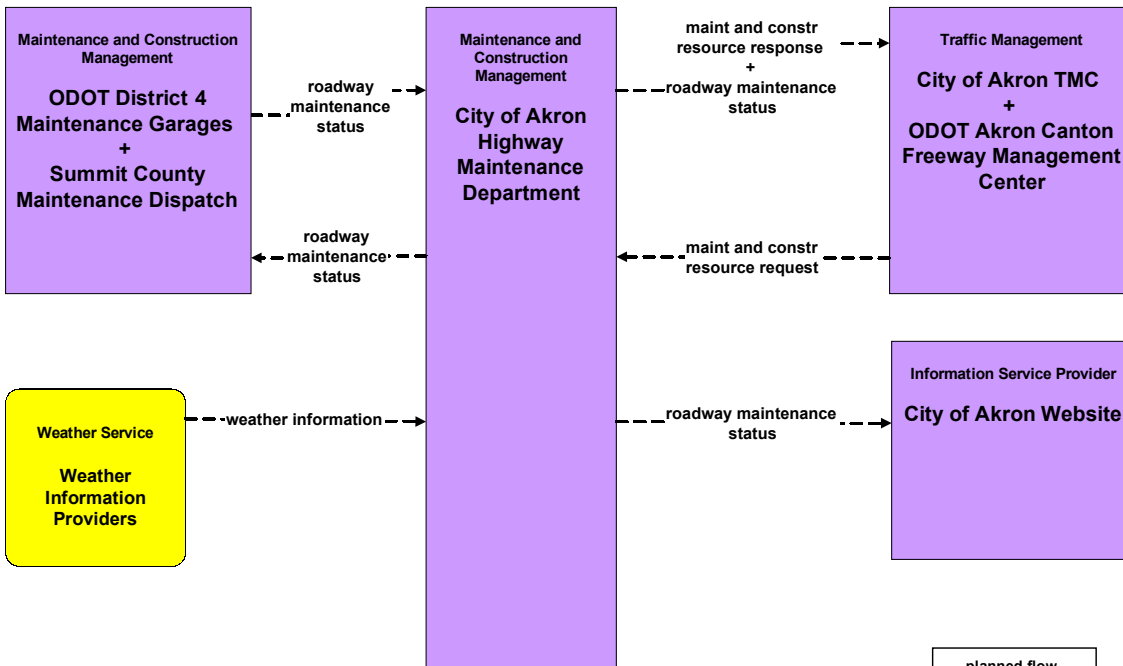 Maintenance and Construction
Management
ODOT District 4
Maintenance Garages
+
Summit County
Maintenance Dispatch
roadway
maintenance
status
roadway
maintenance
status
Maintenance and
Construction
Management
City of Akron
Highway
Maintenance
Department
maint and constr
resource response
+
roadway maintenance
status
maint and constr
resource request
Traffic Management
City of Akron TMC
+
ODOT Akron Canton
Freeway Management
Center
Weather Service
Weather
Information
Providers
weather information
roadway maintenance
status
Information Service Provider
City of Akron Website
planned flow